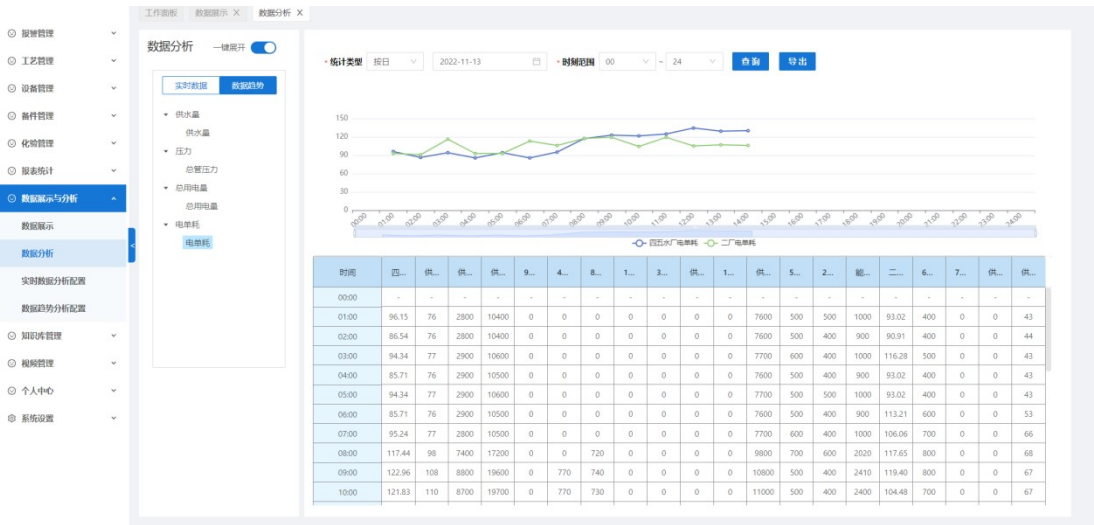 工作面板 数据展示 X 数据分析 X
报警管理
工艺管理
设备管理
备件管理
化验管理
报表统计
数据展示与分析
数据展示
数据分析
实时数据分析配置
数据趋势分析配置
知识库管理
视频管理
个人中心
系统设置
数据分析 一键展开
实时数据 数据趋势
供水量
供水量
压力
总管压力
总用电量
总用电量
电单耗
电单耗
* 统计类型 按日 2022-11-13 * 时刻范围 00 ~ 24 查询 导出
150
120
90
60
30
0
00:00 01:00 02:00 03:00 04:00 05:00 06:00 07:00 08:00 09:00 10:00 11:00 12:00 13:00 14:00 15:00 16:00 17:00 18:00 19:00 20:00 21:00 22:00 23:00 24:00
四五水厂电单耗 二厂电单耗
时间 四... 供... 供... 供... 9... 4... 8... 1... 3... 供... 1... 供... 5... 2... 能... 二... 6... 7... 供... 供...
00:00 - - - - - - - - - - - - - - - - - - - -
01:00 96.15 76 2800 10400 0 0 0 0 0 0 0 7600 500 500 1000 93.02 400 0 0 43
02:00 86.54 76 2800 10400 0 0 0 0 0 0 0 7600 500 400 900 90.91 400 0 0 44
03:00 94.34 77 2900 10600 0 0 0 0 0 0 0 7700 600 400 1000 116.28 500 0 0 43
04:00 85.71 76 2900 10500 0 0 0 0 0 0 0 7600 500 400 900 93.02 400 0 0 43
05:00 94.34 77 2900 10600 0 0 0 0 0 0 0 7700 500 500 1000 93.02 400 0 0 43
06:00 85.71 76 2900 10500 0 0 0 0 0 0 0 7600 500 400 900 113.21 600 0 0 53
07:00 95.24 77 2800 10500 0 0 0 0 0 0 0 7700 600 400 1000 106.06 700 0 0 66
08:00 117.44 98 7400 17200 0 0 720 0 0 0 0 9800 700 600 2020 117.65 800 0 0 68
09:00 122.96 108 8800 19600 0 770 740 0 0 0 0 10800 500 400 2410 119.40 800 0 0 67
10:00 121.83 110 8700 19700 0 770 730 0 0 0 0 11000 500 400 2400 104.48 700 0 0 67